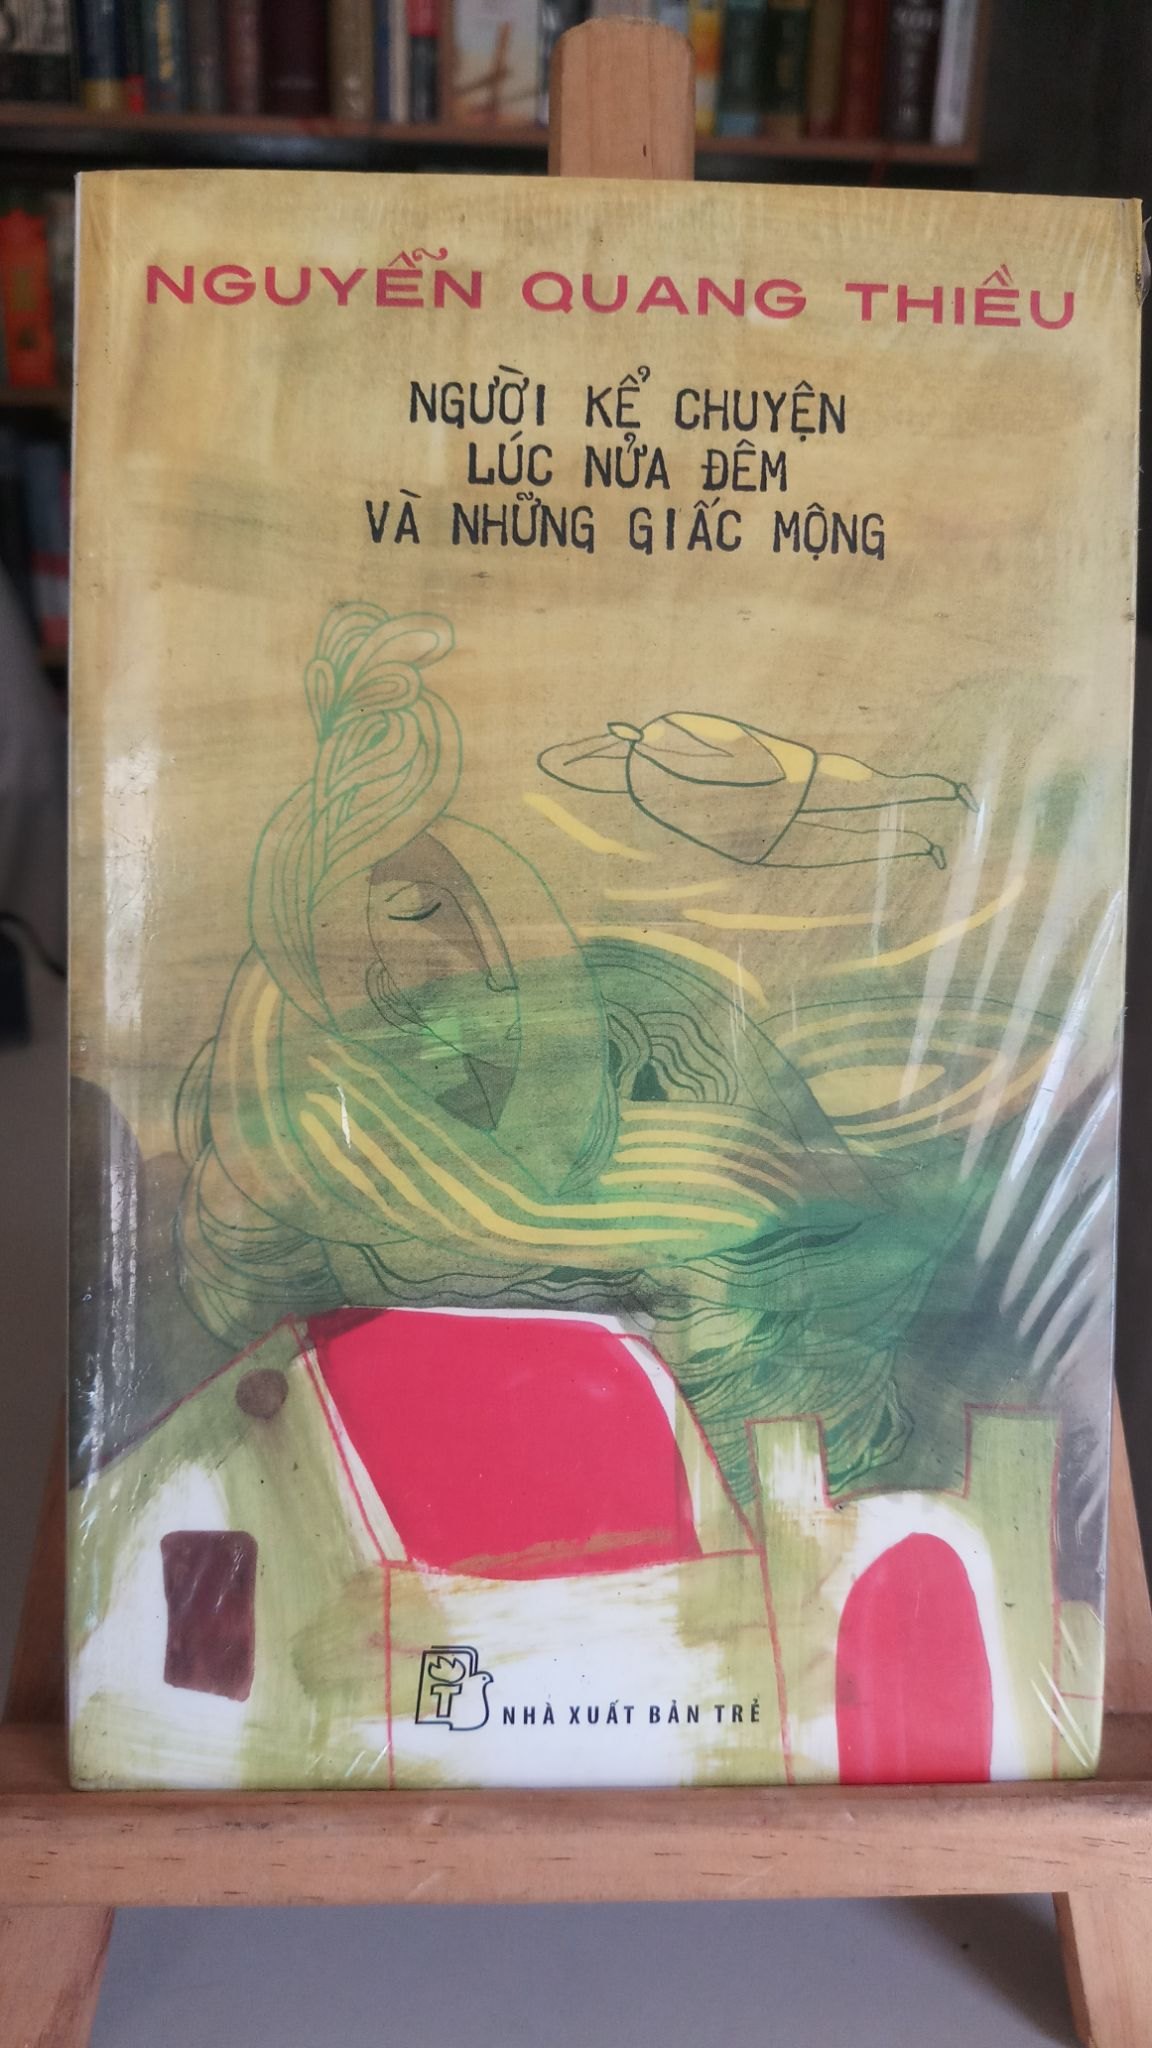 NGUYỄN QUANG THIỀU
NGƯỜI KỂ CHUYỆN
LÚC NỬA ĐÊM
VÀ NHỮNG GIẤC MỘNG
T
NHÀ XUẤT BẢN TRẺ